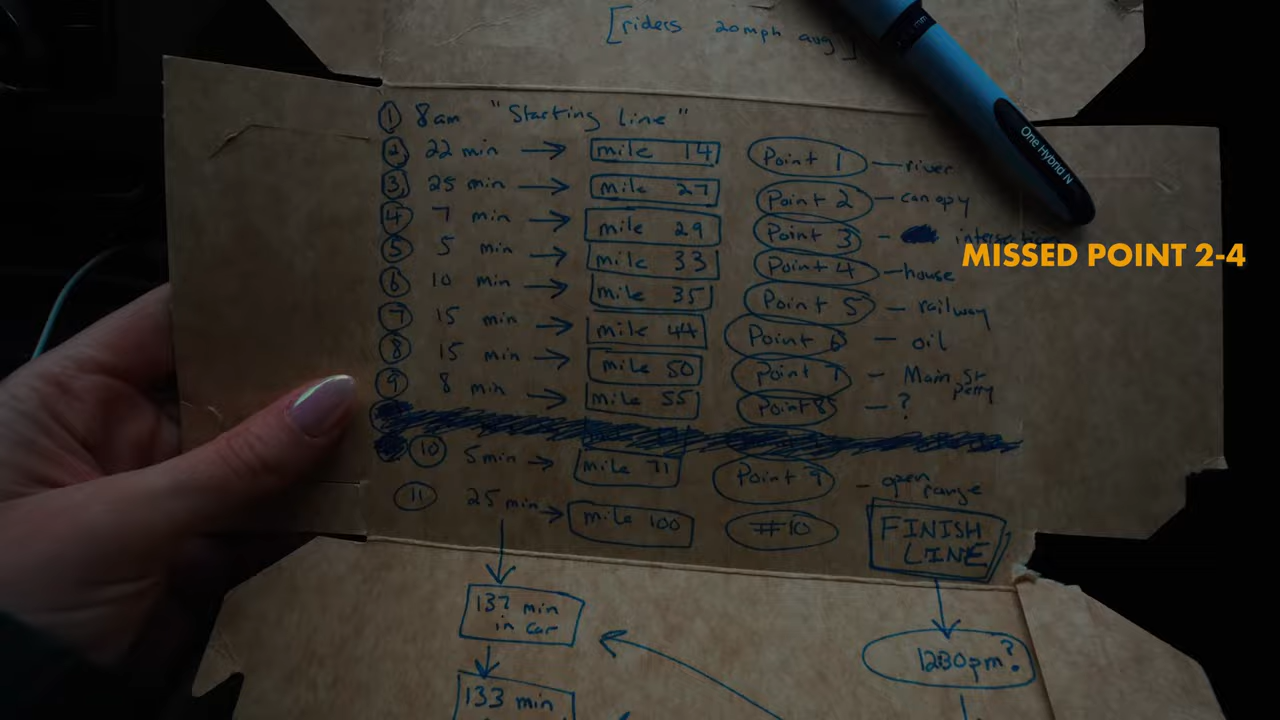 [riders 20mph avg]
One Hybrid N
① 8am "Starting Line"
② 22 min → mile 14 Point 1 — river
③ 25 min → mile 27 Point 2 — canopy
④ 7 min → mile 29 Point 3 - intersection
MISSED POINT 2-4
⑤ 5 min → mile 33 Point 4 — house
⑥ 10 min → mile 35 Point 5 — railway
⑦ 15 min → mile 44 Point 6 — oil
⑧ 15 min → mile 50 Point 7 — Main St perry
⑨ 8 min → mile 55 Point 8 — ?
⑩ 5min → mile 71 Point 9 — open range
⑪ 25 min → mile 100 #10 FINISH LINE
137 min
in car
1230pm?
133 min